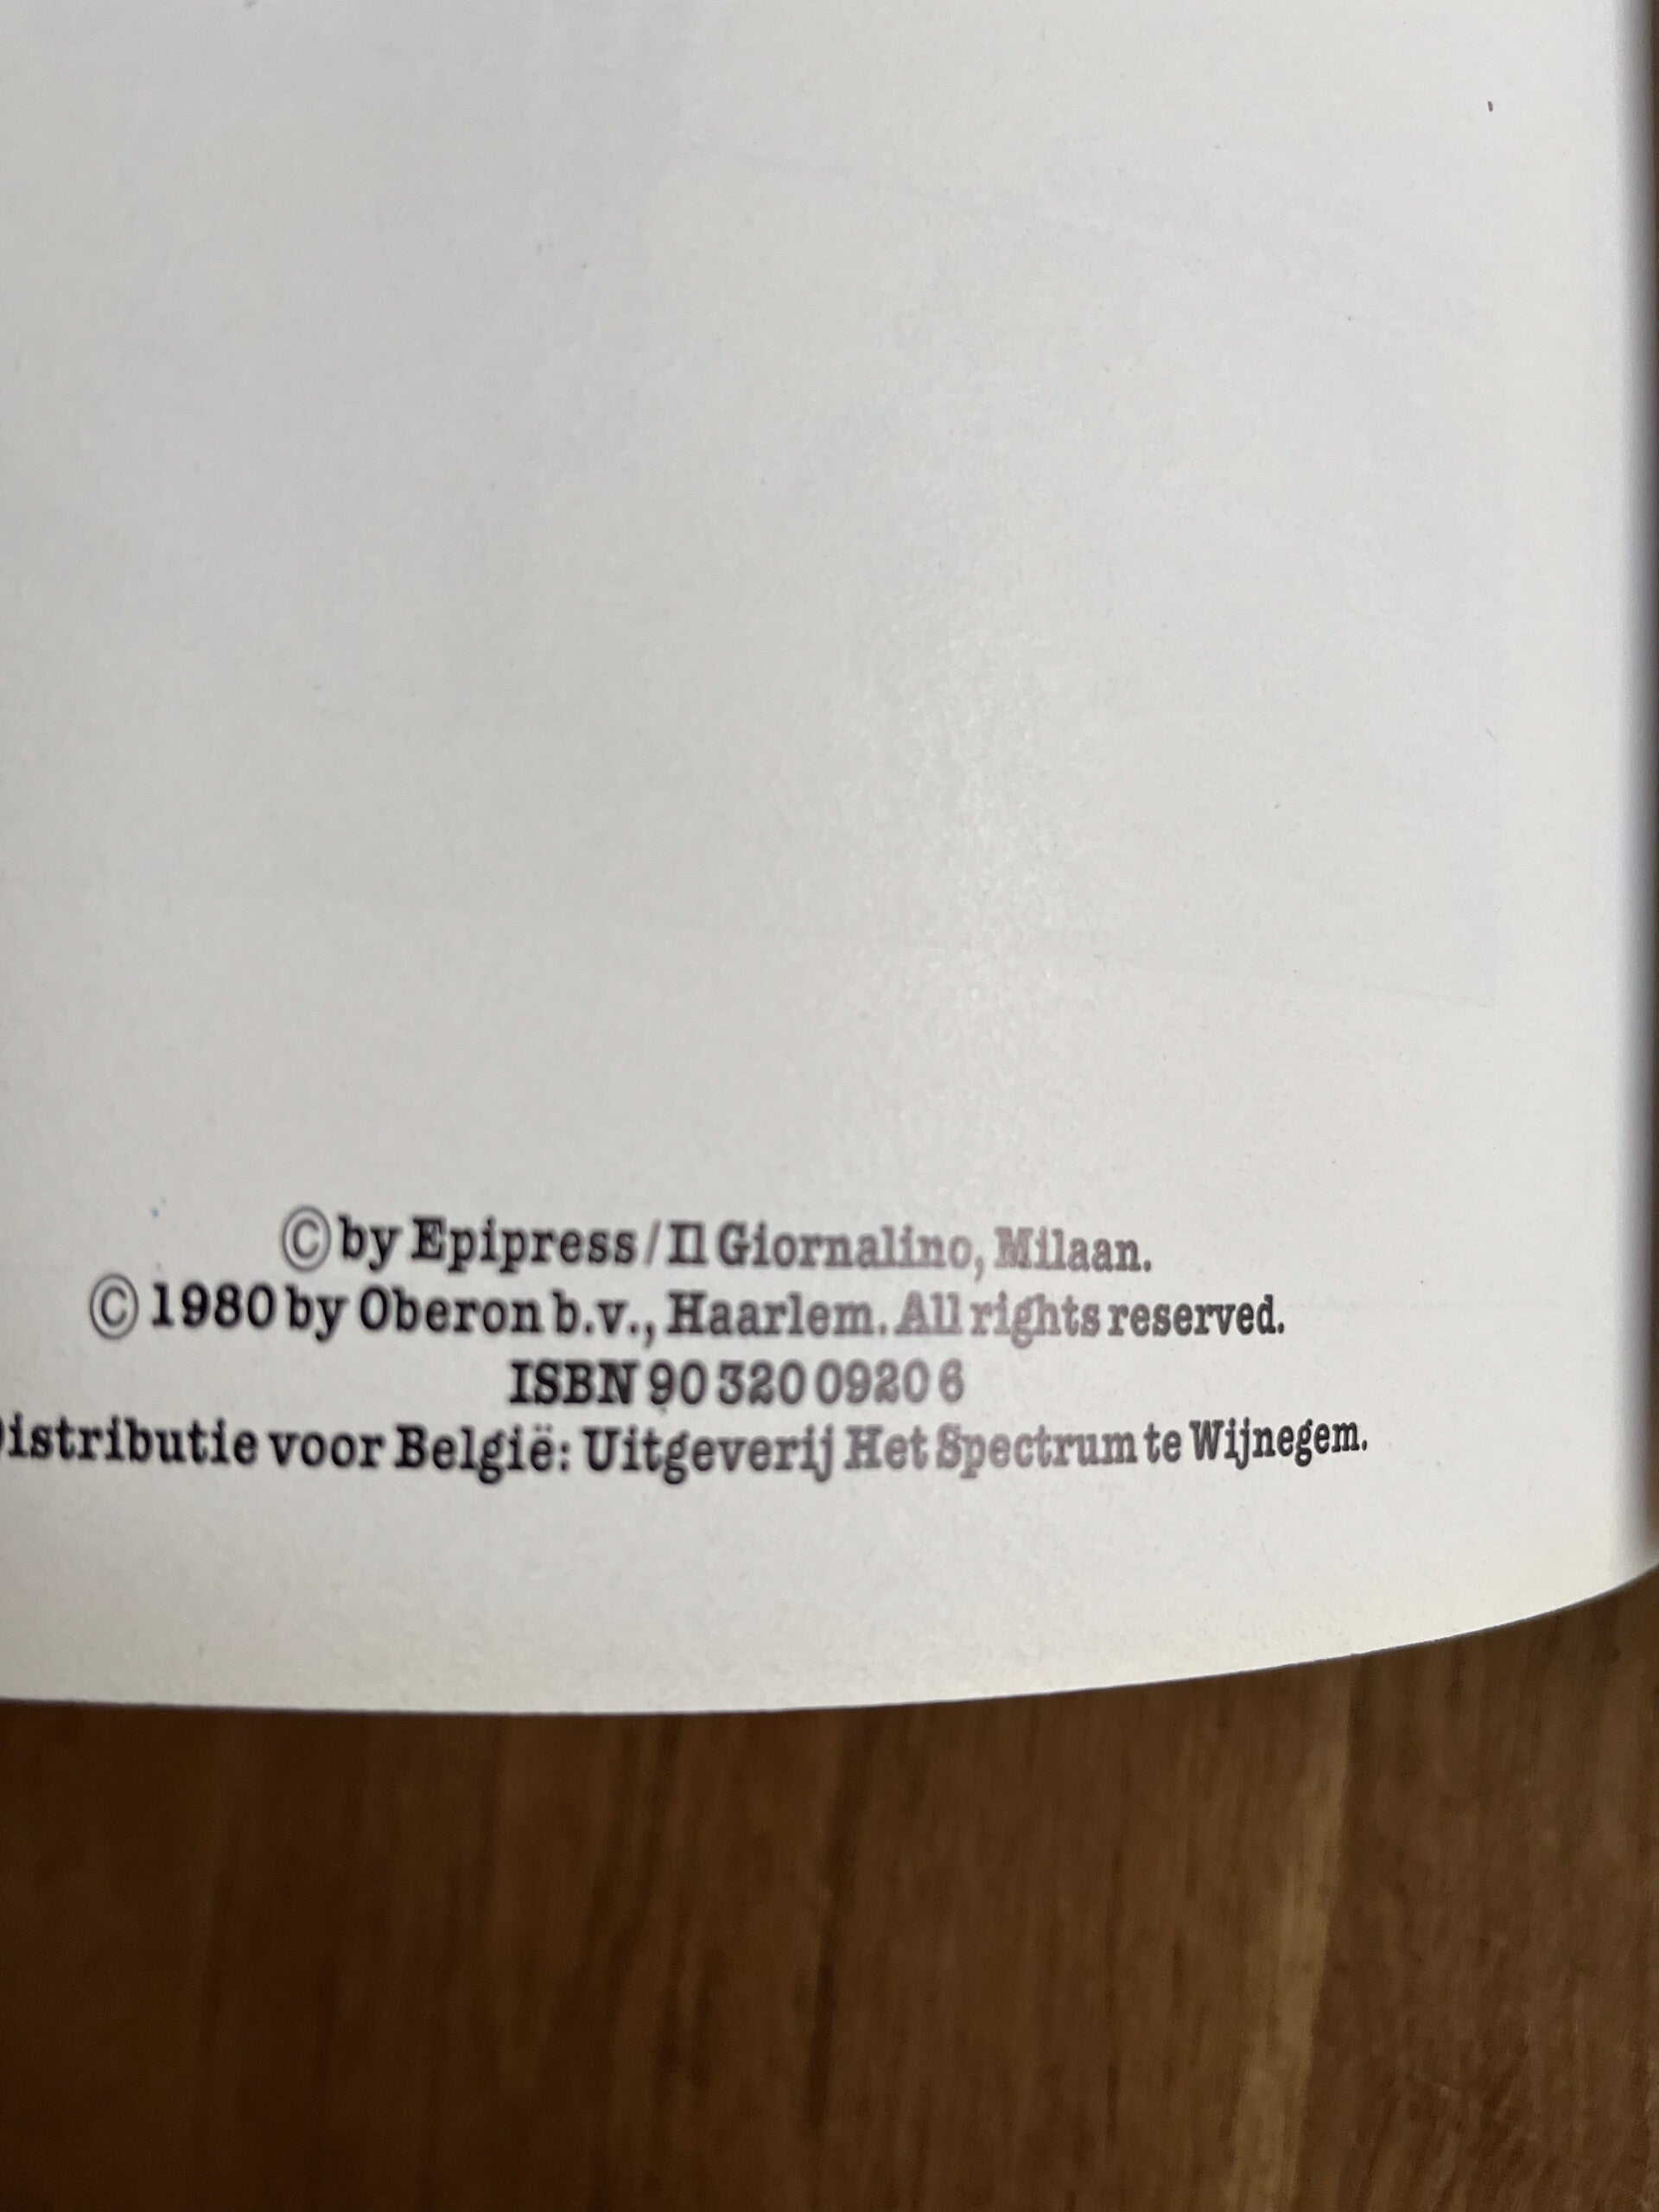 © by Epipress / Il Giornalino, Milaan.
© 1980 by Oberon b.v., Haarlem. All rights reserved.
ISBN 90 320 0920 6
Distributie voor België: Uitgeverij Het Spectrum te Wijnegem.